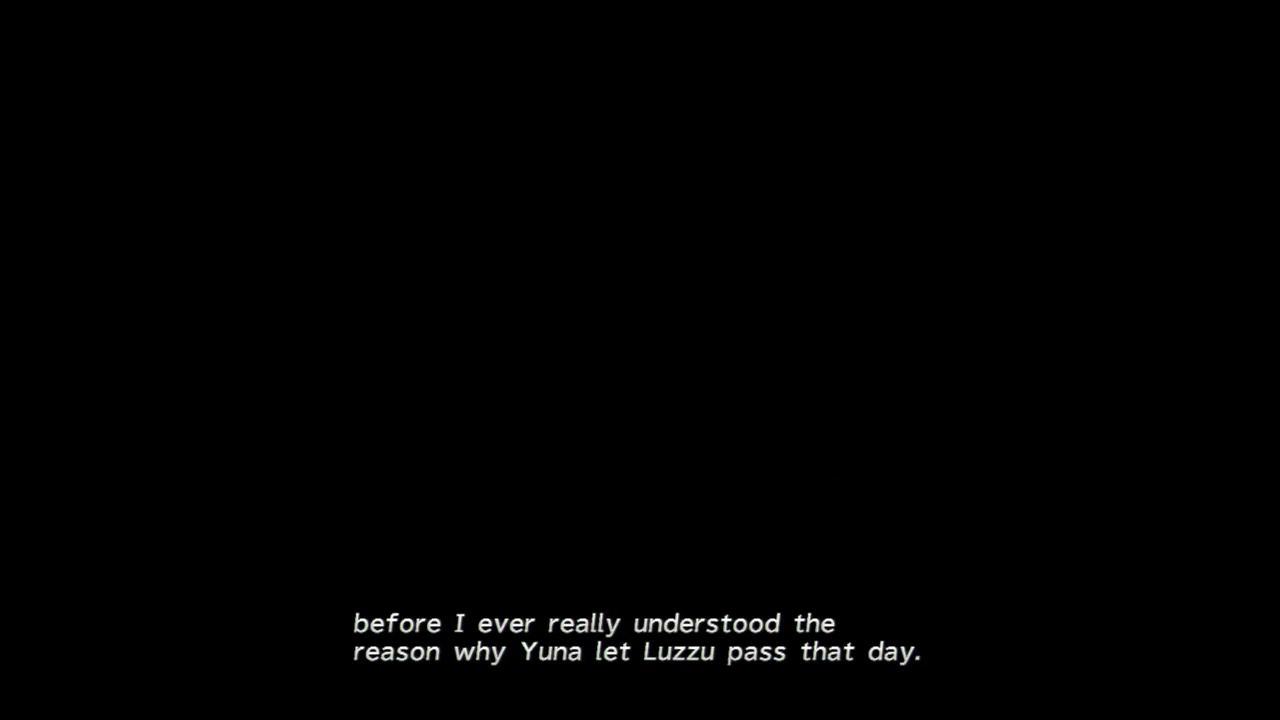 before I ever really understood the
reason why Yuna let Luzzu pass that day.